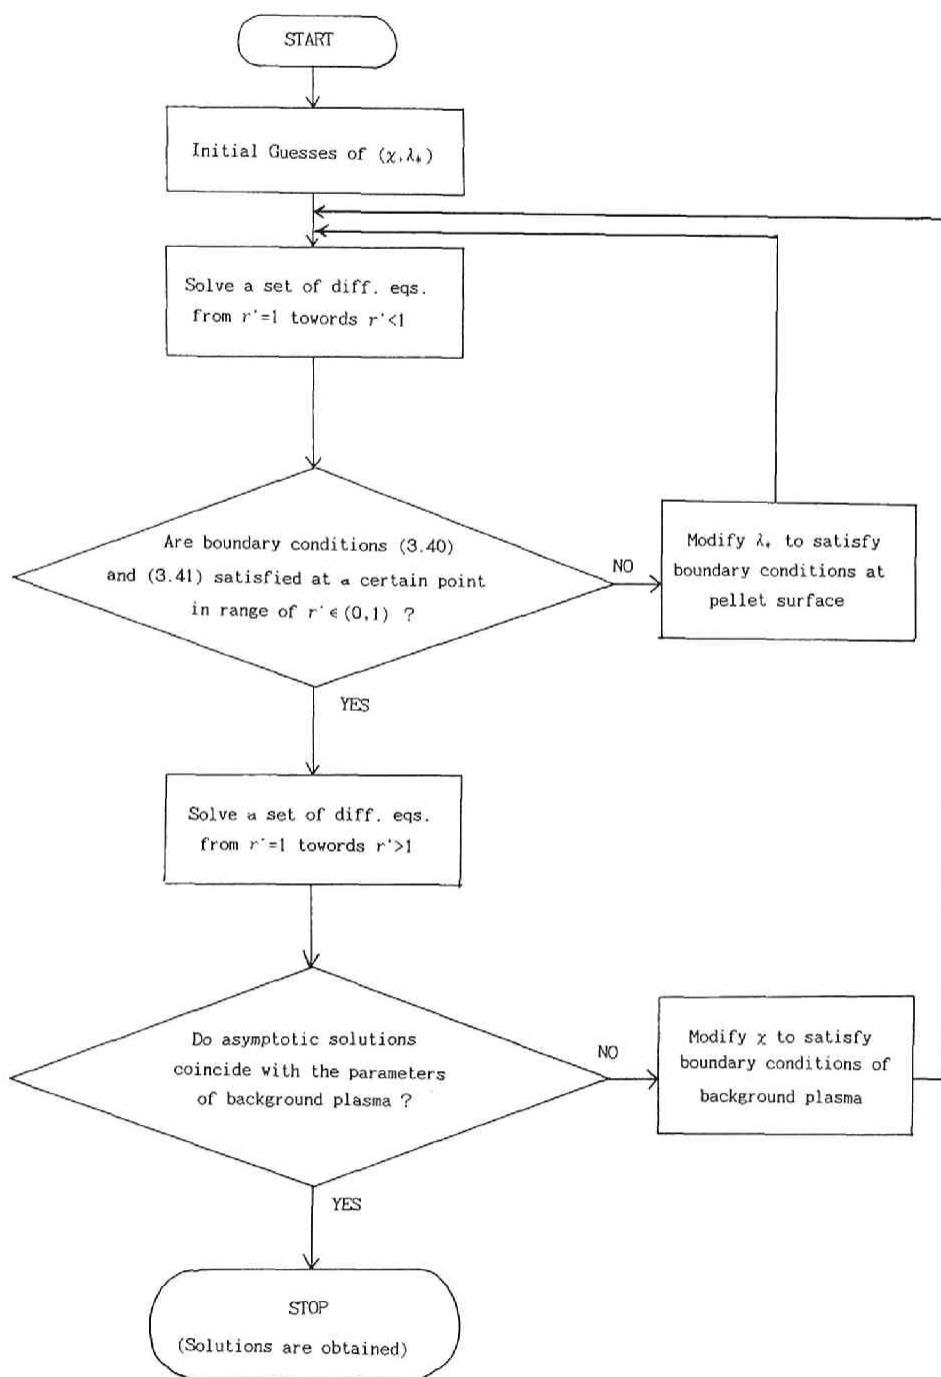 START
Initial Guesses of (χ,λ*)
Solve a set of diff. eqs.
from r'=1 towords r'<1
Are boundary conditions (3.40)
and (3.41) satisfied at a certain point
in range of r'∈(0,1) ?
NO
Modify λ* to satisfy
boundary conditions at
pellet surface
YES
Solve a set of diff. eqs.
from r'=1 towords r'>1
Do asymptotic solutions
coincide with the parameters
of background plasma ?
NO
Modify χ to satisfy
boundary conditions of
background plasma
YES
STOP
(Solutions are obtained)